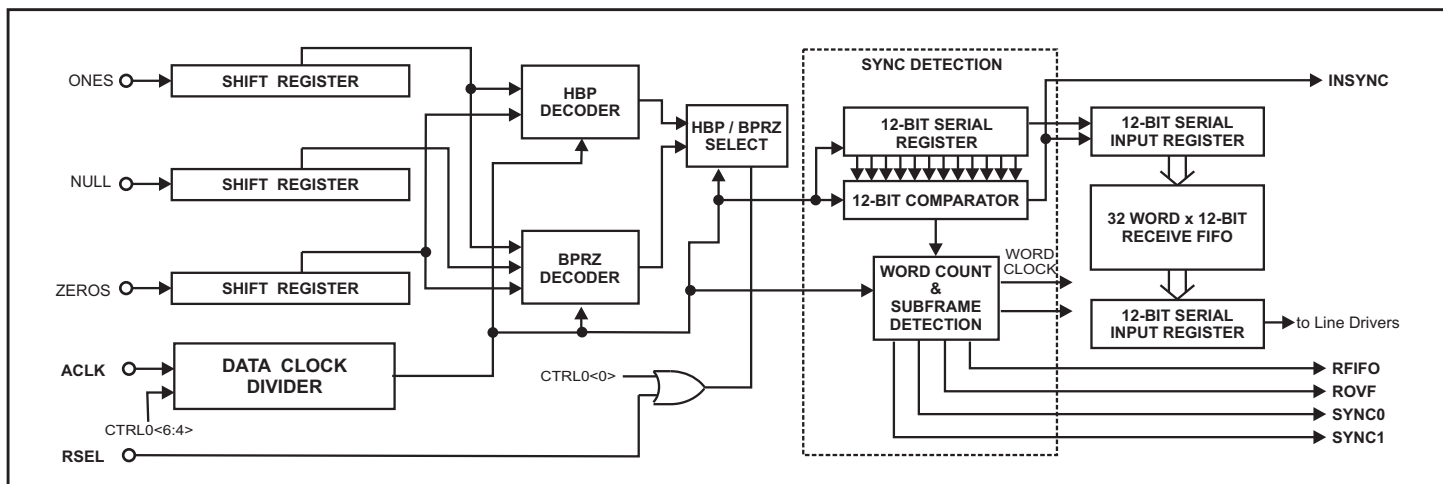 ONES
SHIFT REGISTER
NULL
SHIFT REGISTER
ZEROS
SHIFT REGISTER
ACLK
DATA CLOCK
DIVIDER
CTRL0<6:4>
RSEL
HBP
DECODER
BPRZ
DECODER
HBP / BPRZ
SELECT
CTRL0<0>
SYNC DETECTION
12-BIT SERIAL
REGISTER
12-BIT COMPARATOR
WORD COUNT
&
SUBFRAME
DETECTION
WORD
CLOCK
INSYNC
12-BIT SERIAL
INPUT REGISTER
32 WORD x 12-BIT
RECEIVE FIFO
12-BIT SERIAL
INPUT REGISTER
to Line Drivers
RFIFO
ROVF
SYNC0
SYNC1